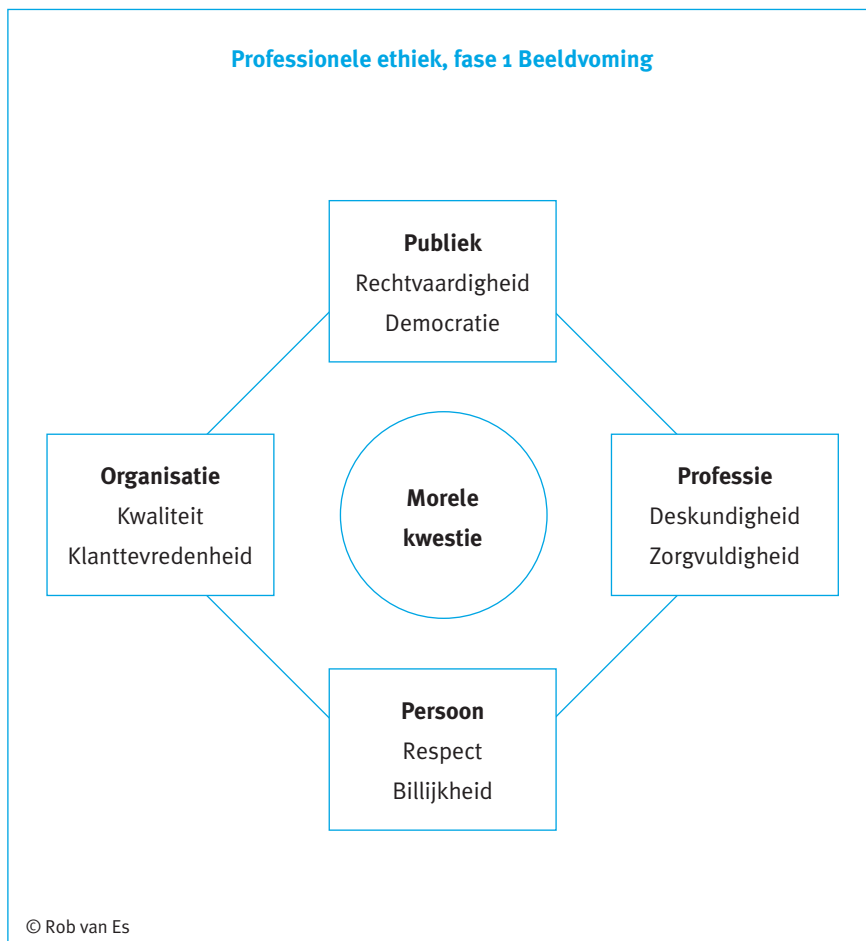 Professionele ethiek, fase 1 Beeldvoming
Publiek
Rechtvaardigheid
Democratie
Organisatie
Kwaliteit
Klanttevredenheid
Morele
kwestie
Professie
Deskundigheid
Zorgvuldigheid
Persoon
Respect
Billijkheid
© Rob van Es